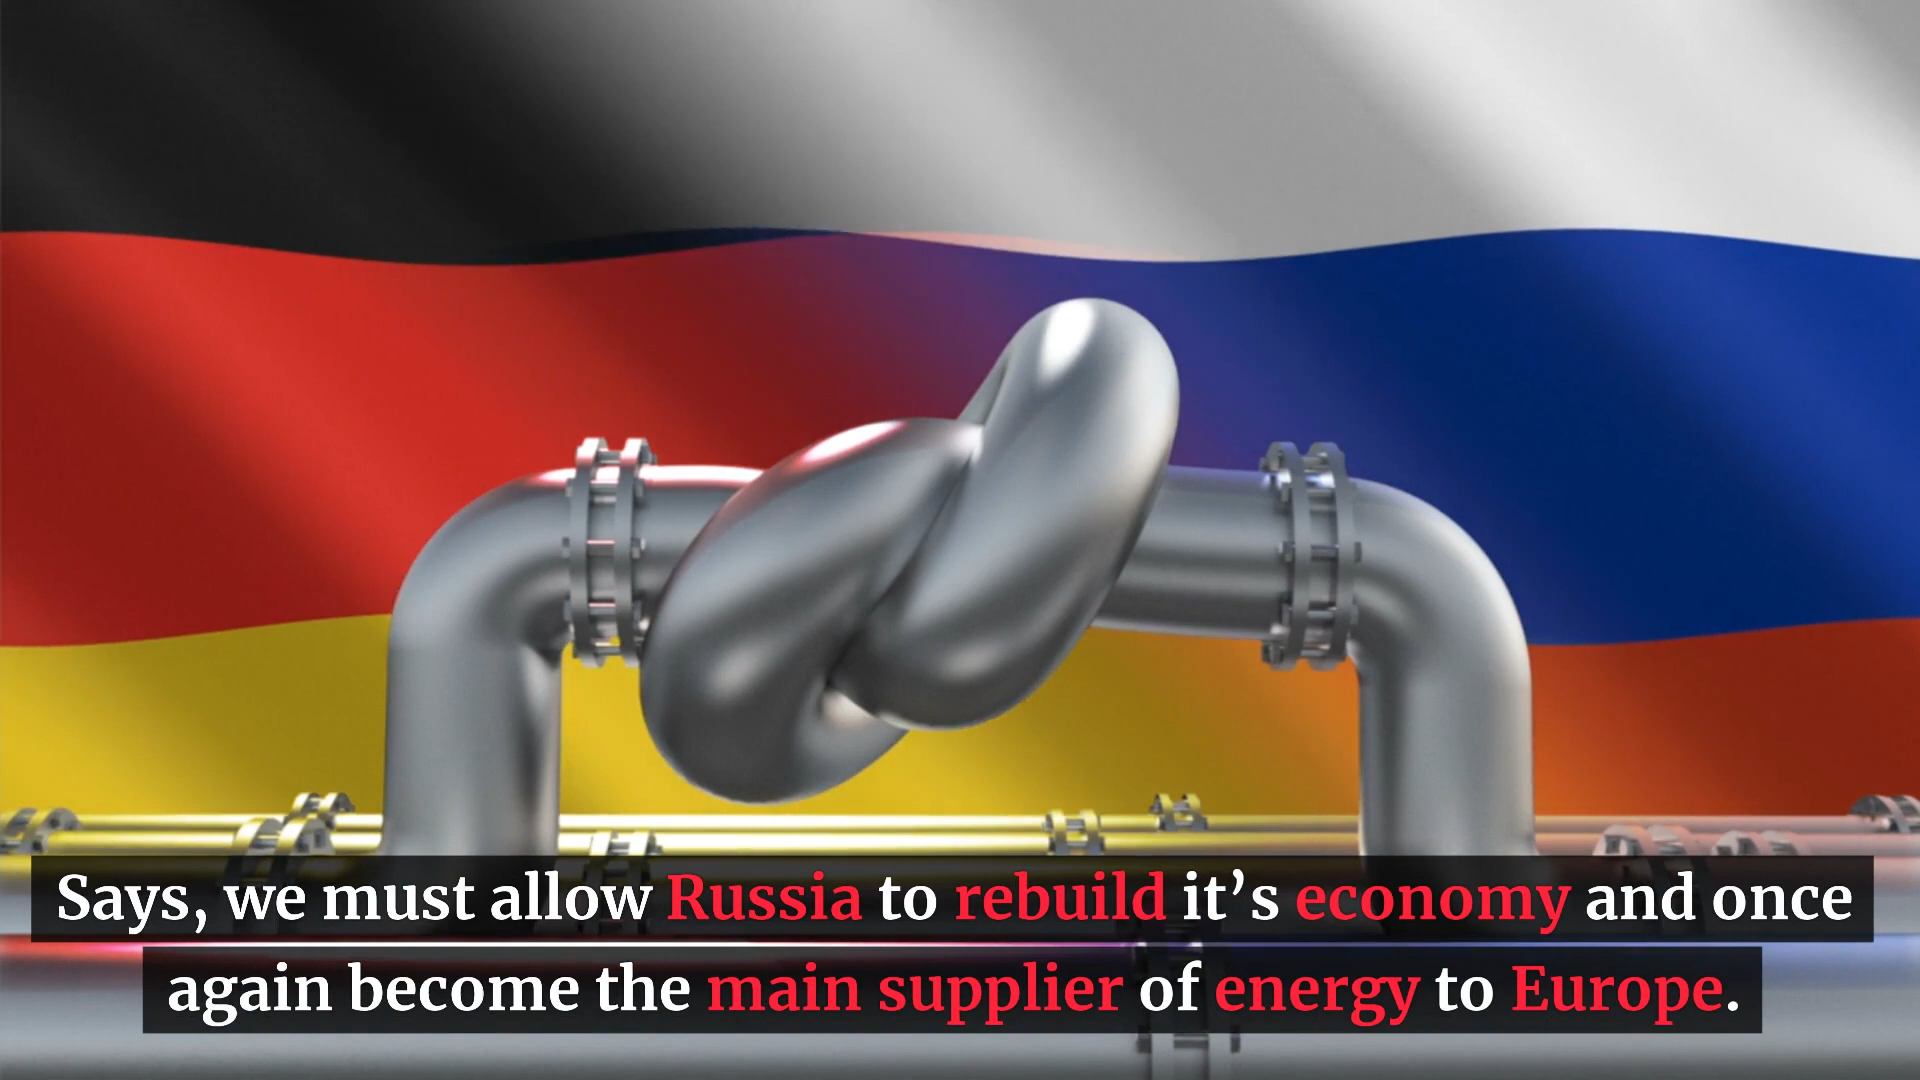 Says, we must allow Russia to rebuild it’s economy and once
again become the main supplier of energy to Europe.